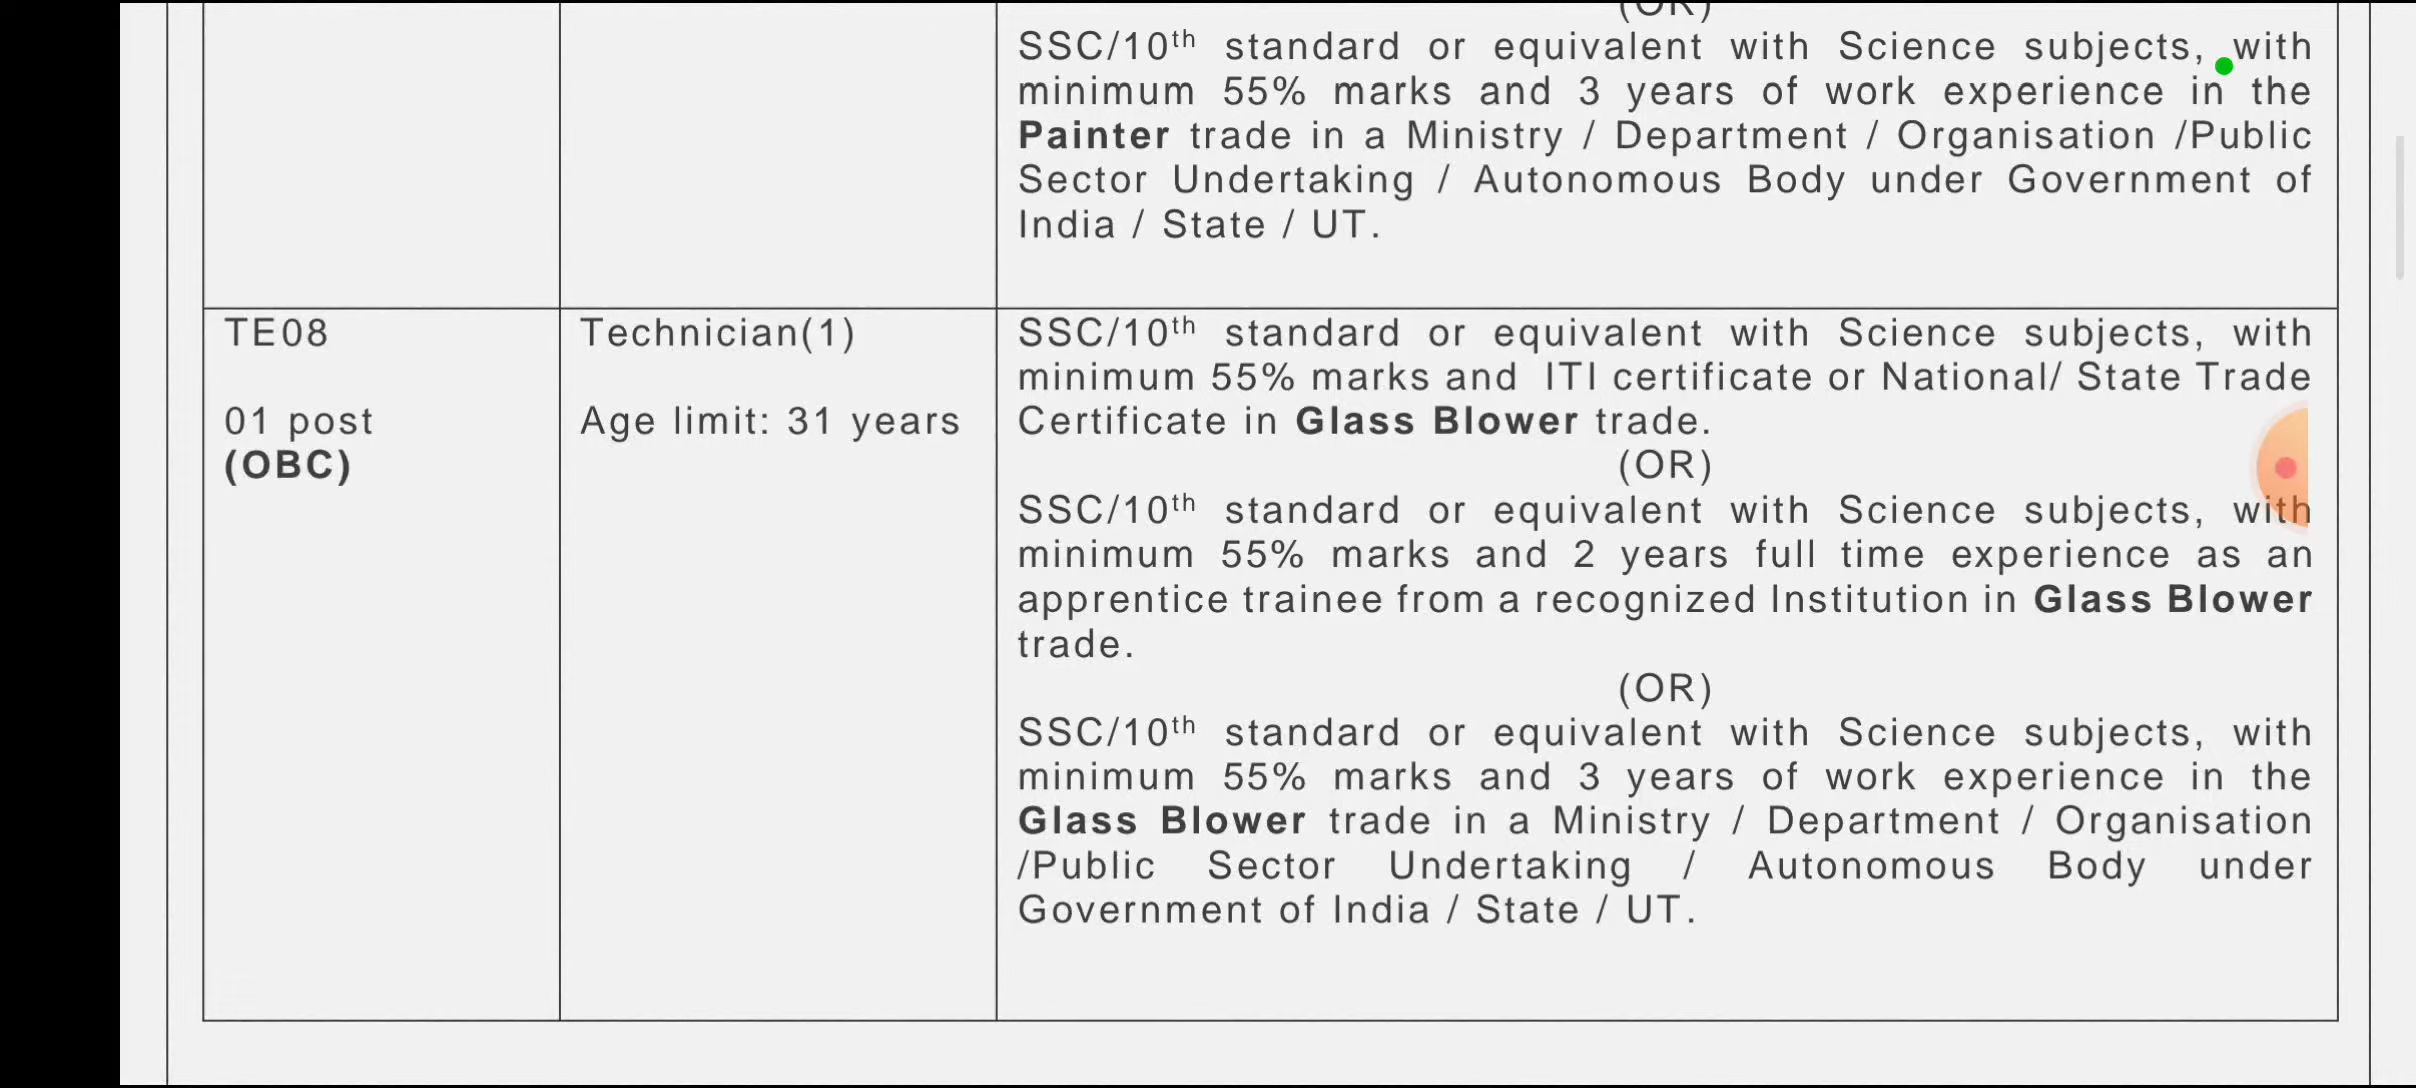 (OR)
SSC/10th standard or equivalent with Science subjects, with
minimum 55% marks and 3 years of work experience in the
Painter trade in a Ministry / Department / Organisation /Public
Sector Undertaking / Autonomous Body under Government of
India / State / UT.
TE08
01 post
(OBC)
Technician(1)
Age limit: 31 years
SSC/10th standard or equivalent with Science subjects, with
minimum 55% marks and ITI certificate or National/ State Trade
Certificate in Glass Blower trade.
(OR)
SSC/10th standard or equivalent with Science subjects, with
minimum 55% marks and 2 years full time experience as an
apprentice trainee from a recognized Institution in Glass Blower
trade.
(OR)
SSC/10th standard or equivalent with Science subjects, with
minimum 55% marks and 3 years of work experience in the
Glass Blower trade in a Ministry / Department / Organisation
/Public Sector Undertaking / Autonomous Body under
Government of India / State / UT.